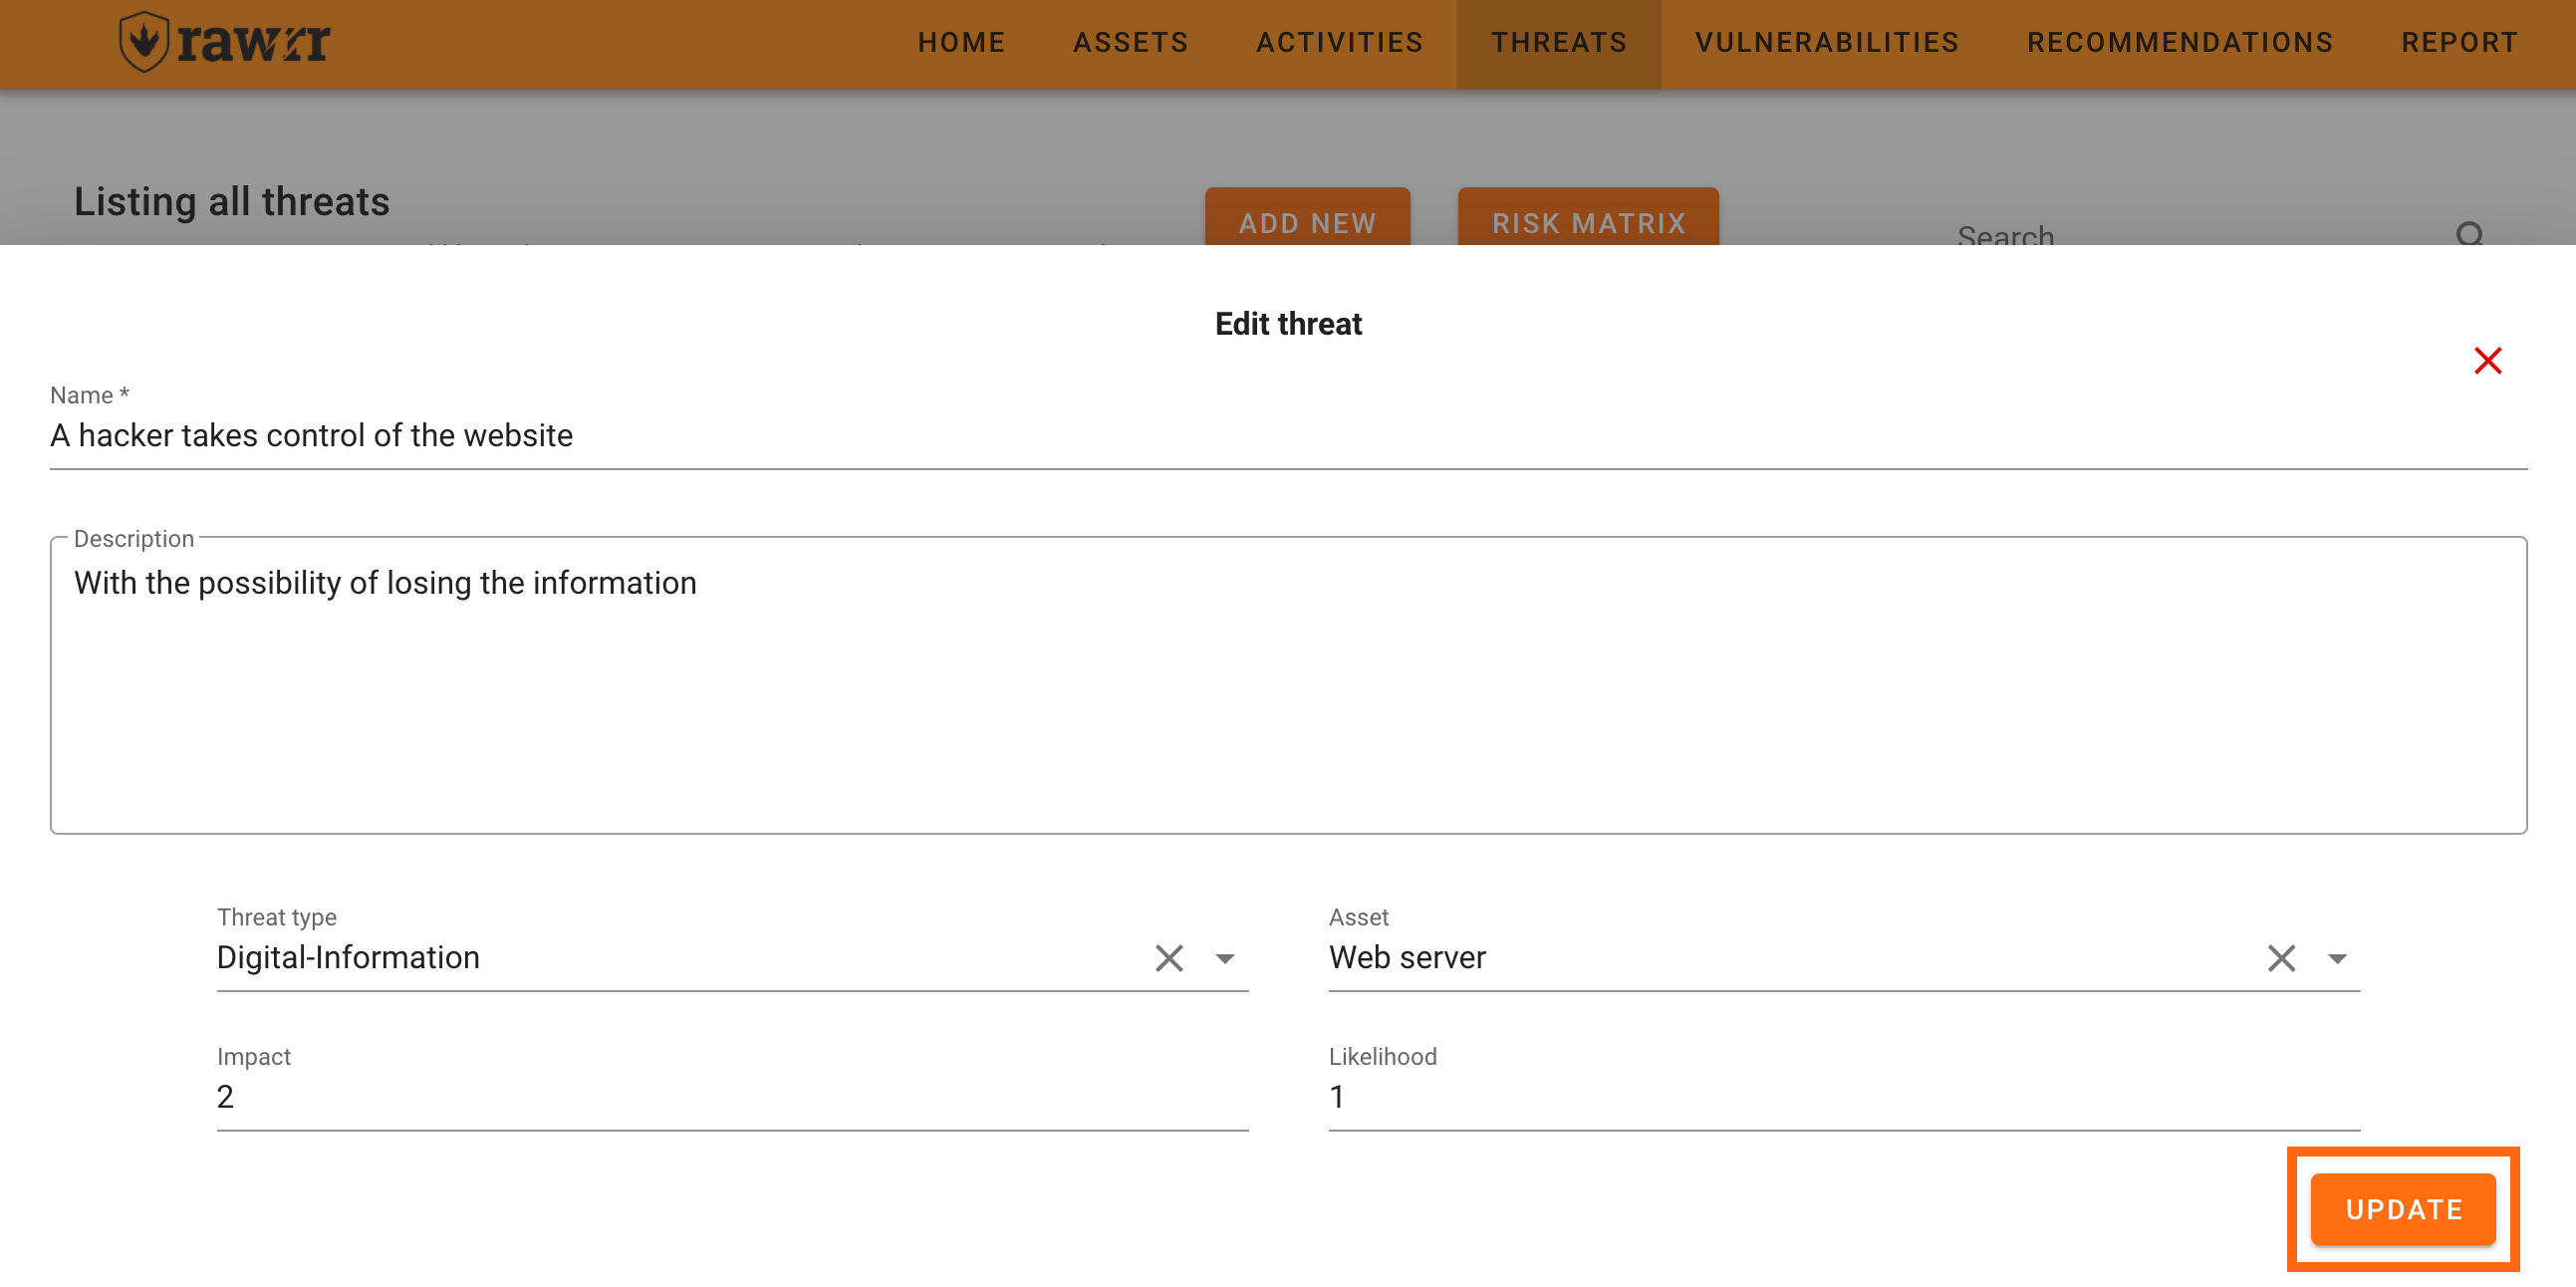 rawrr HOME ASSETS ACTIVITIES THREATS VULNERABILITIES RECOMMENDATIONS REPORT
Listing all threats
ADD NEW RISK MATRIX Search
Edit threat
Name *
A hacker takes control of the website
Description
With the possibility of losing the information
Threat type Asset
Digital-Information Web server
Impact Likelihood
2 1
UPDATE